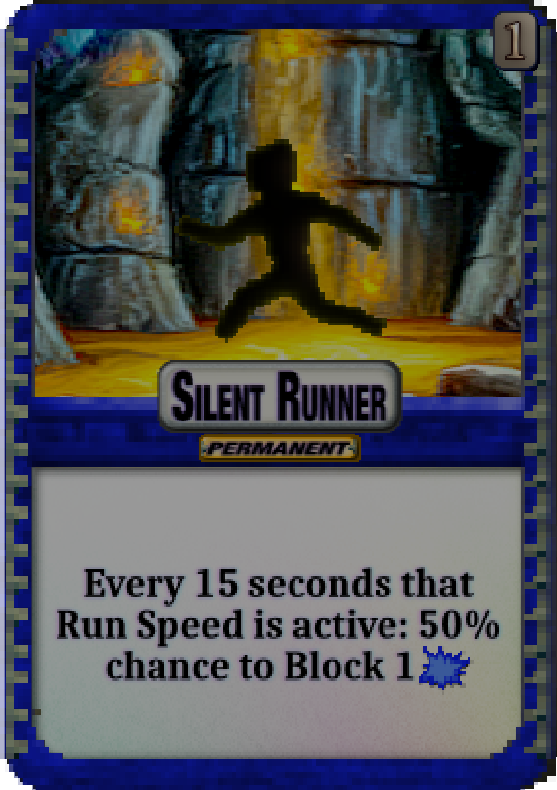 1
SILENT RUNNER
PERMANENT
Every 15 seconds that
Run Speed is active: 50%
chance to Block 1